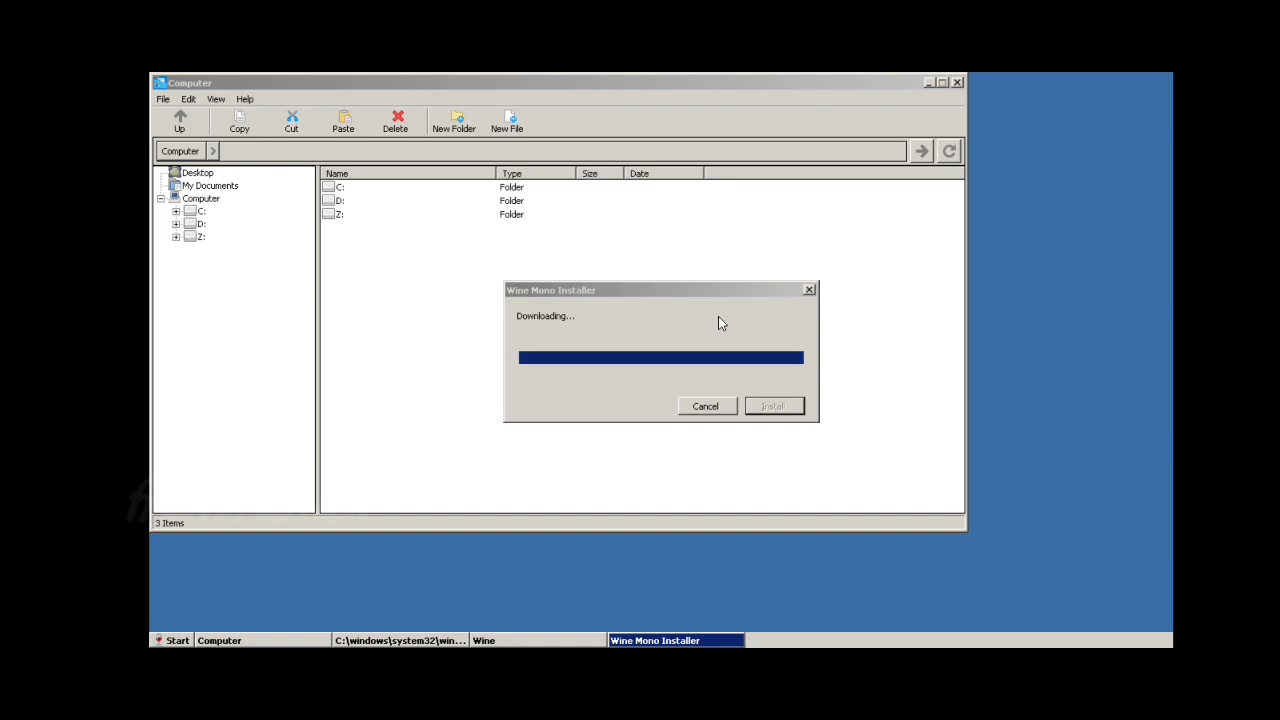 Computer
File Edit View Help
Up Copy Cut Paste Delete New Folder New File
Computer
Desktop
My Documents
Computer
C:
D:
Z:
Name Type Size Date
C: Folder
D: Folder
Z: Folder
Wine Mono Installer
Downloading...
Cancel Install
3 Items
Start Computer C:\windows\system32\win... Wine Wine Mono Installer